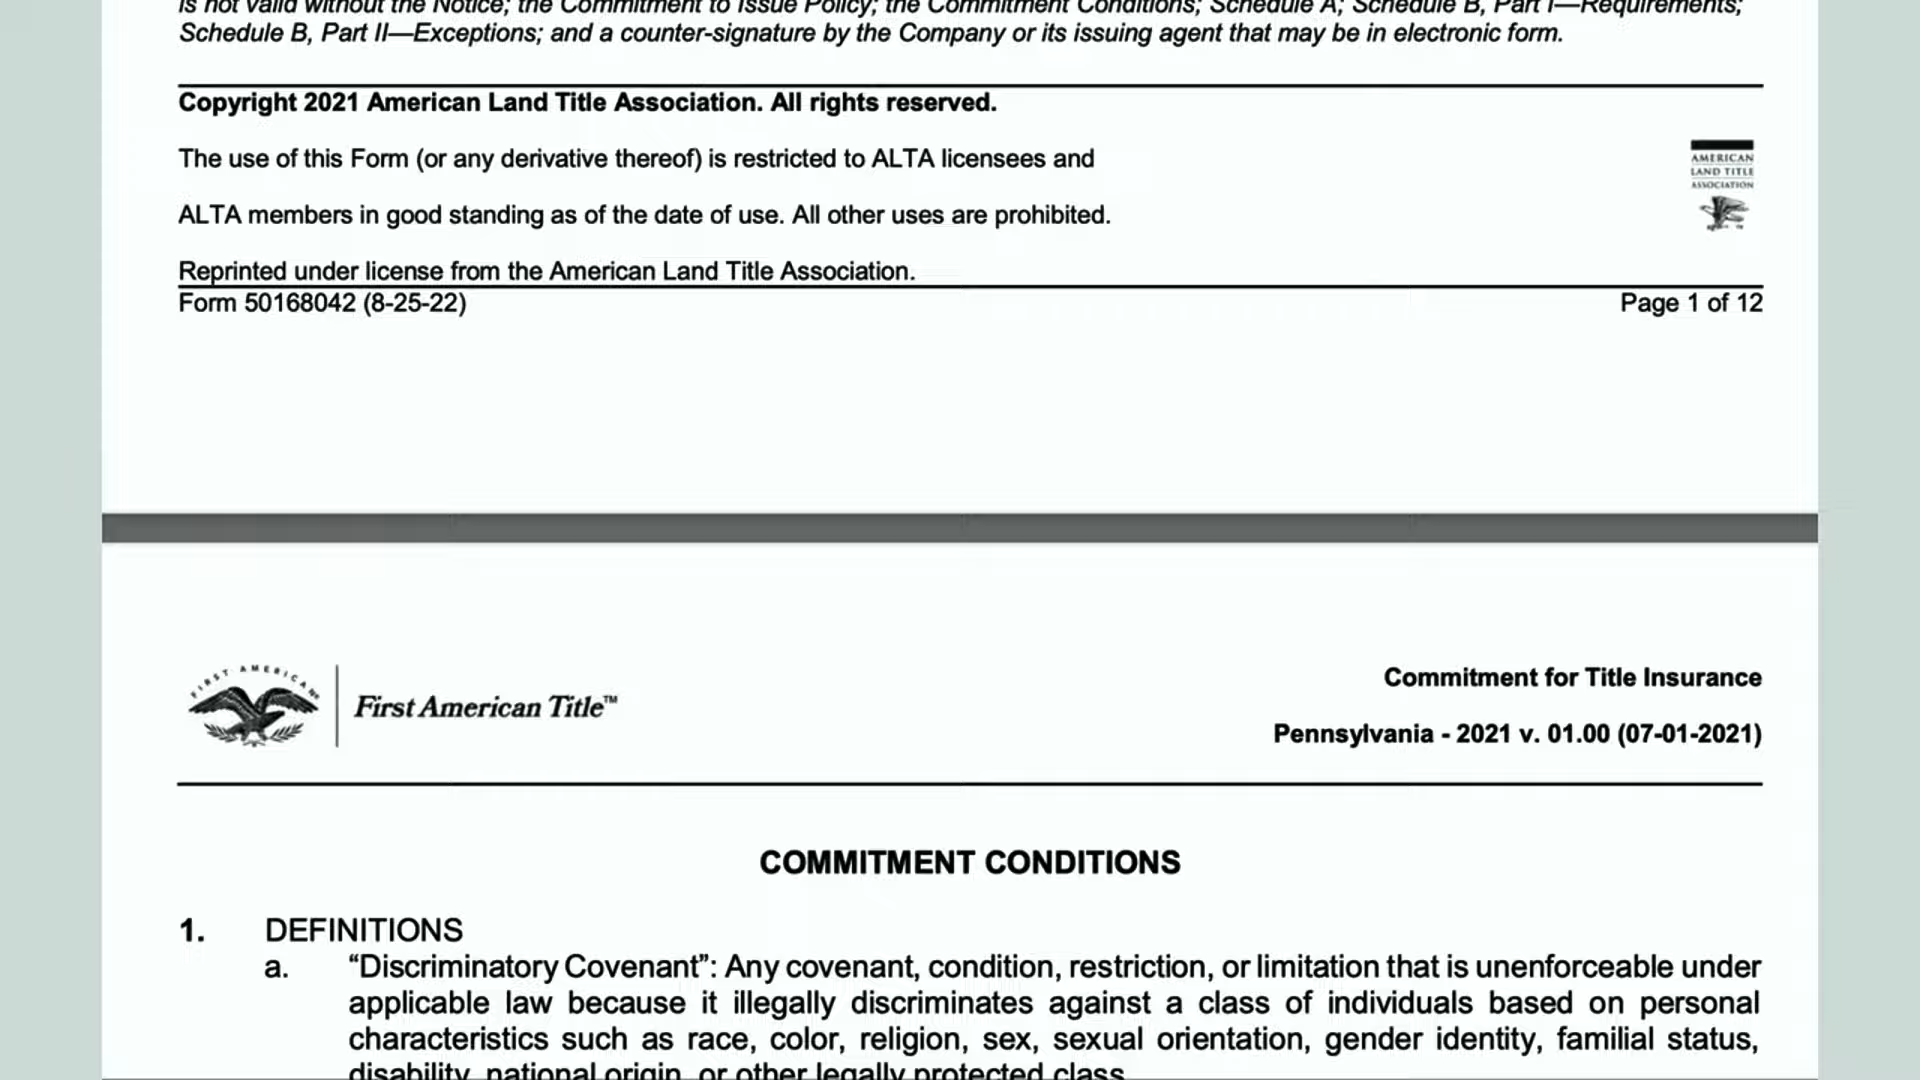 is not valid without the Notice; the Commitment to Issue Policy; the Commitment Conditions; Schedule A; Schedule B, Part I—Requirements;
Schedule B, Part II—Exceptions; and a counter-signature by the Company or its issuing agent that may be in electronic form.
Copyright 2021 American Land Title Association. All rights reserved.
The use of this Form (or any derivative thereof) is restricted to ALTA licensees and
ALTA members in good standing as of the date of use. All other uses are prohibited.
Reprinted under license from the American Land Title Association.
AMERICAN
LAND TITLE
ASSOCIATION
Form 50168042 (8-25-22)
Page 1 of 12
FIRST AMERICAN
First American Title™
Commitment for Title Insurance
Pennsylvania - 2021 v. 01.00 (07-01-2021)
COMMITMENT CONDITIONS
1. DEFINITIONS
a. “Discriminatory Covenant”: Any covenant, condition, restriction, or limitation that is unenforceable under
applicable law because it illegally discriminates against a class of individuals based on personal
characteristics such as race, color, religion, sex, sexual orientation, gender identity, familial status,
disability, national origin, or other legally protected class.